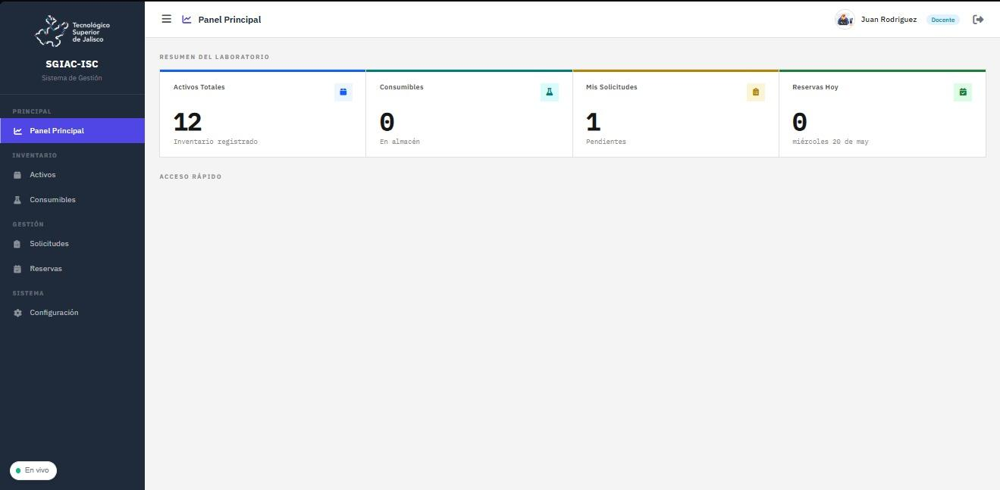 Tecnológico
Superior
de Jalisco
SGIAC-ISC
Sistema de Gestión
PRINCIPAL
Panel Principal
INVENTARIO
Activos
Consumibles
GESTIÓN
Solicitudes
Reservas
SISTEMA
Configuración
En vivo
Panel Principal
Juan Rodriguez
Docente
RESUMEN DEL LABORATORIO
Activos Totales
12
Inventario registrado
Consumibles
0
En almacén
Mis Solicitudes
1
Pendientes
Reservas Hoy
0
miércoles 20 de may
ACCESO RÁPIDO